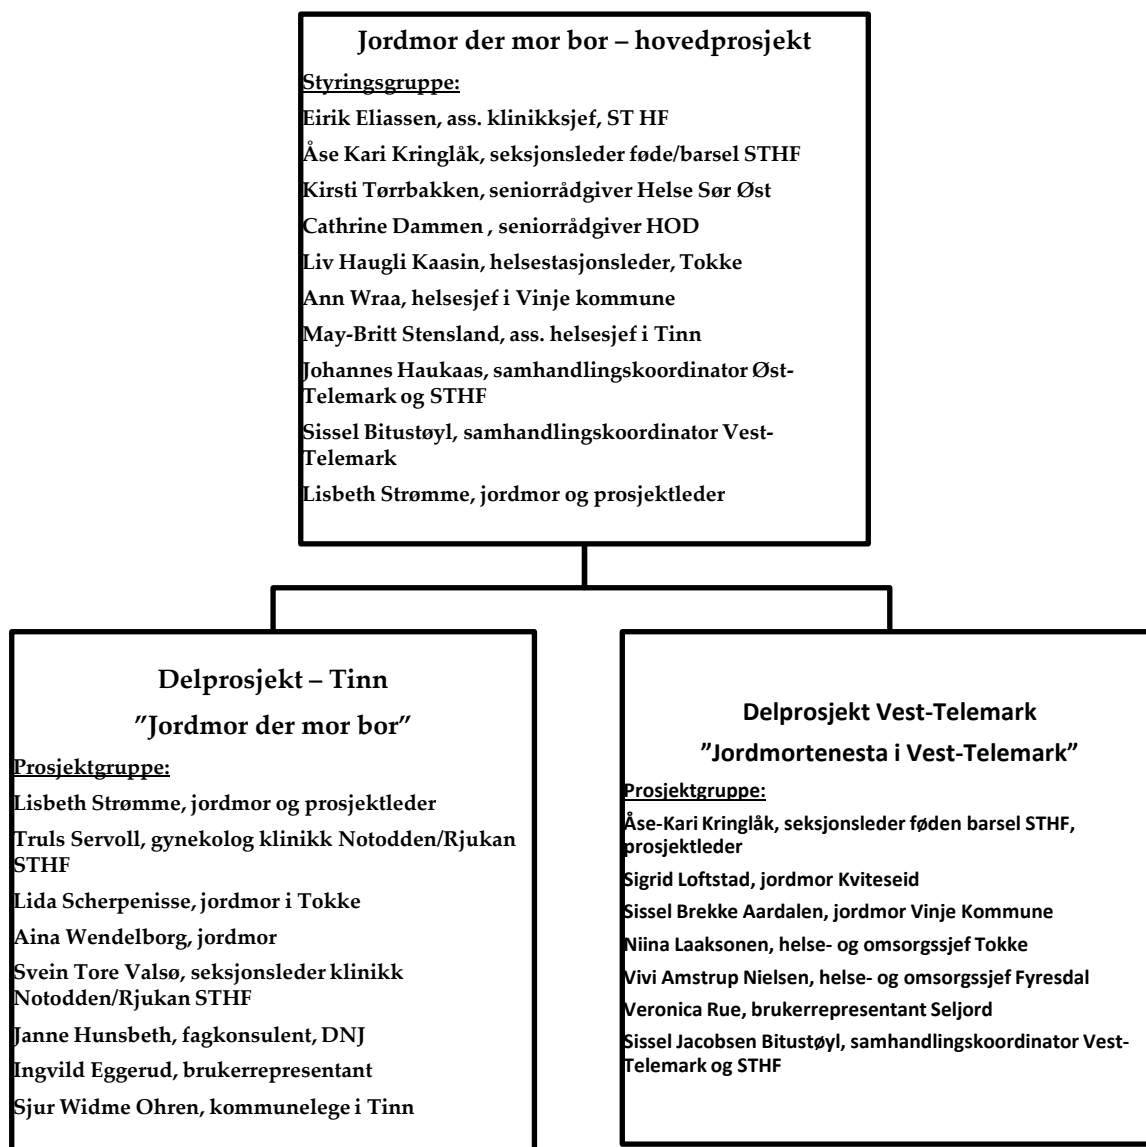 Jordmor der mor bor – hovedprosjekt
Styringsgruppe:
Eirik Eliassen, ass. klinikksjef, ST HF
Åse Kari Kringlåk, seksjonsleder føde/barsel STHF
Kirsti Tørrbakken, seniorrådgiver Helse Sør Øst
Cathrine Dammen , seniorrådgiver HOD
Liv Haugli Kaasin, helsestasjonsleder, Tokke
Ann Wraa, helsesjef i Vinje kommune
May-Britt Stensland, ass. helsesjef i Tinn
Johannes Haukaas, samhandlingskoordinator Øst-
Telemark og STHF
Sissel Bitustøyl, samhandlingskoordinator Vest-
Telemark
Lisbeth Strømme, jordmor og prosjektleder
Delprosjekt – Tinn
”Jordmor der mor bor”
Prosjektgruppe:
Lisbeth Strømme, jordmor og prosjektleder
Truls Servoll, gynekolog klinikk Notodden/Rjukan
STHF
Lida Scherpenisse, jordmor i Tokke
Aina Wendelborg, jordmor
Svein Tore Valsø, seksjonsleder klinikk
Notodden/Rjukan STHF
Janne Hunsbeth, fagkonsulent, DNJ
Ingvild Eggerud, brukerrepresentant
Sjur Widme Ohren, kommunelege i Tinn
Delprosjekt Vest-Telemark
”Jordmortenesta i Vest-Telemark”
Prosjektgruppe:
Åse-Kari Kringlåk, seksjonsleder føden barsel STHF,
prosjektleder
Sigrid Loftstad, jordmor Kviteseid
Sissel Brekke Aardalen, jordmor Vinje Kommune
Niina Laaksonen, helse- og omsorgssjef Tokke
Vivi Amstrup Nielsen, helse- og omsorgssjef Fyresdal
Veronica Rue, brukerrepresentant Seljord
Sissel Jacobsen Bitustøyl, samhandlingskoordinator Vest-
Telemark og STHF